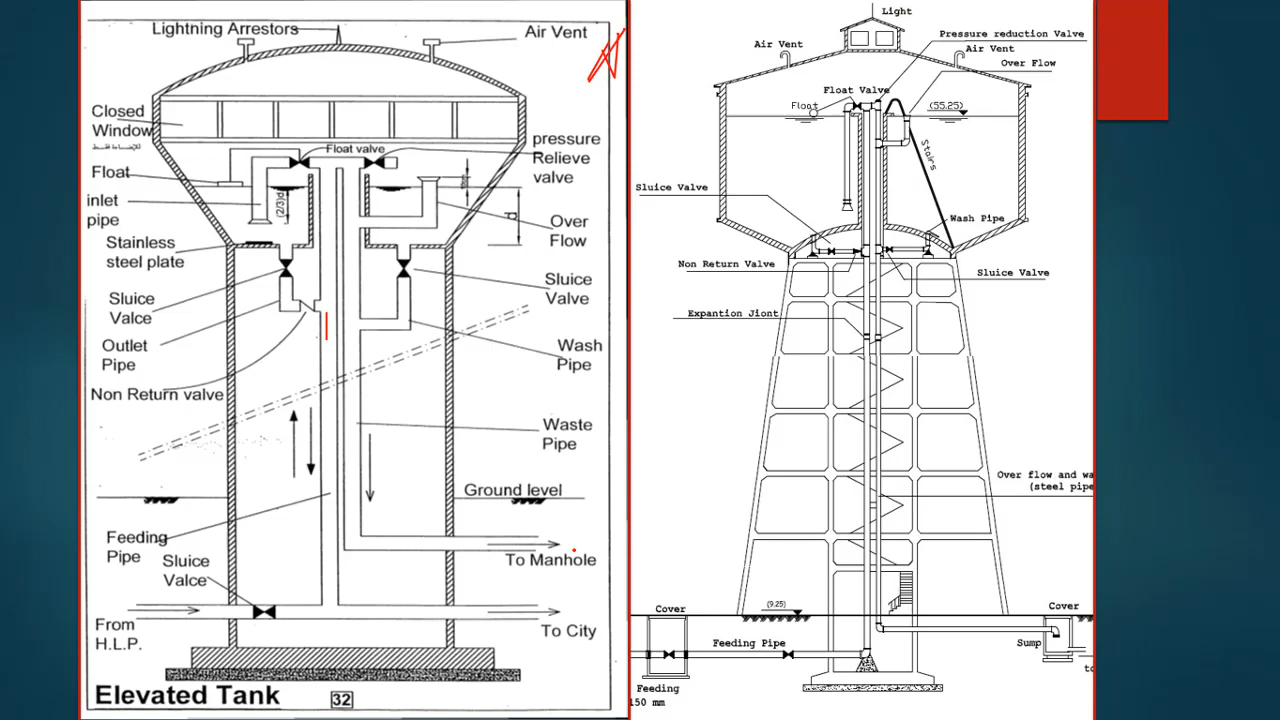 Lightning Arrestors
Air Vent
Closed
Window
Float
inlet
pipe
Stainless
steel plate
Sluice
Valce
Outlet
Pipe
Non Return valve
Float valve
pressure
Relieve
valve
(2/3)d
d
Over
Flow
Sluice
Valve
Wash
Pipe
Waste
Pipe
Ground level
Feeding
Pipe
Sluice
Valce
To Manhole
From
H.L.P.
To City
Elevated Tank
32
Light
Pressure reduction Valve
Air Vent
Air Vent
Over Flow
Float Valve
Float
(55.25)
Stairs
Sluice Valve
Wash Pipe
Non Return Valve
Sluice Valve
Expantion Jiont
Over flow and wa
(steel pipe
(9.25)
Cover
Cover
Feeding Pipe
Sump
to
Feeding
150 mm